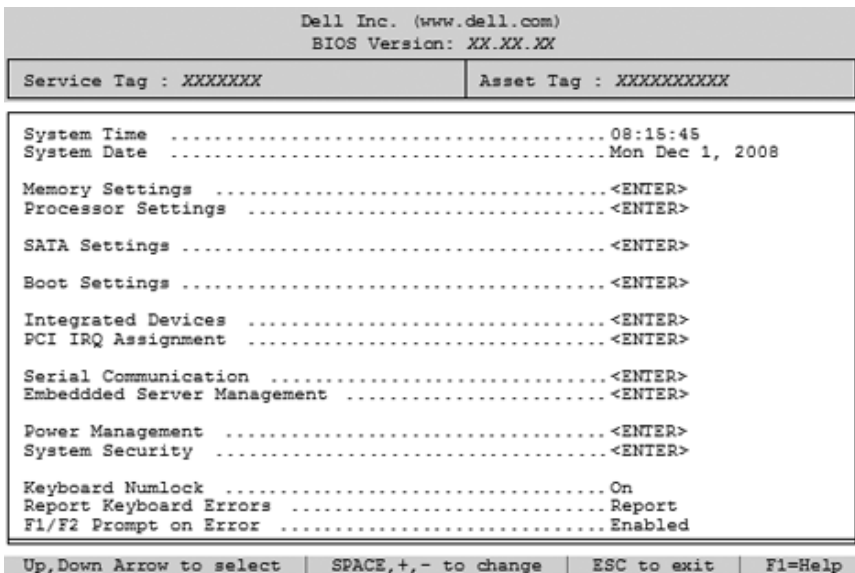 Dell Inc. (www.dell.com)
BIOS Version: XX.XX.XX
Service Tag : XXXXXXX Asset Tag : XXXXXXXXXX
System Time ........................................ 08:15:45
System Date ........................................ Mon Dec 1, 2008
Memory Settings .................................... <ENTER>
Processor Settings ................................. <ENTER>
SATA Settings ....................................... <ENTER>
Boot Settings ....................................... <ENTER>
Integrated Devices ................................. <ENTER>
PCI IRQ Assignment ................................. <ENTER>
Serial Communication ............................... <ENTER>
Embeddded Server Management ........................ <ENTER>
Power Management ................................... <ENTER>
System Security .................................... <ENTER>
Keyboard Numlock ................................... On
Report Keyboard Errors ............................. Report
F1/F2 Prompt on Error .............................. Enabled
Up,Down Arrow to select | SPACE,+,- to change | ESC to exit | F1=Help